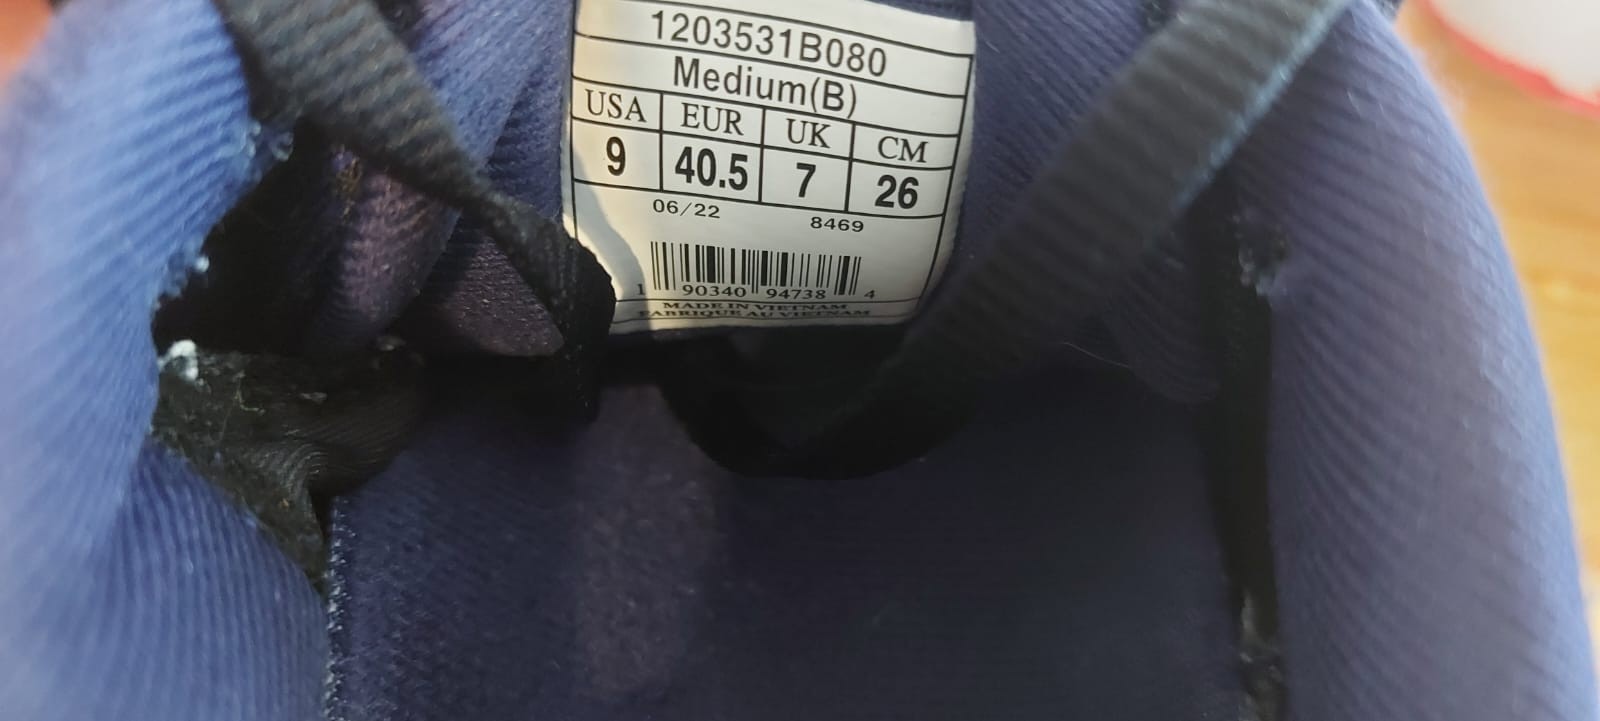 1203531B080
Medium(B)
USA EUR UK CM
9 40.5 7 26
06/22 8469
1 90340 94738 4
MADE IN VIETNAM
FABRIQUE AU VIETNAM